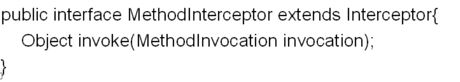 public interface MethodInterceptor extends Interceptor{
Object invoke(MethodInvocation invocation);
}